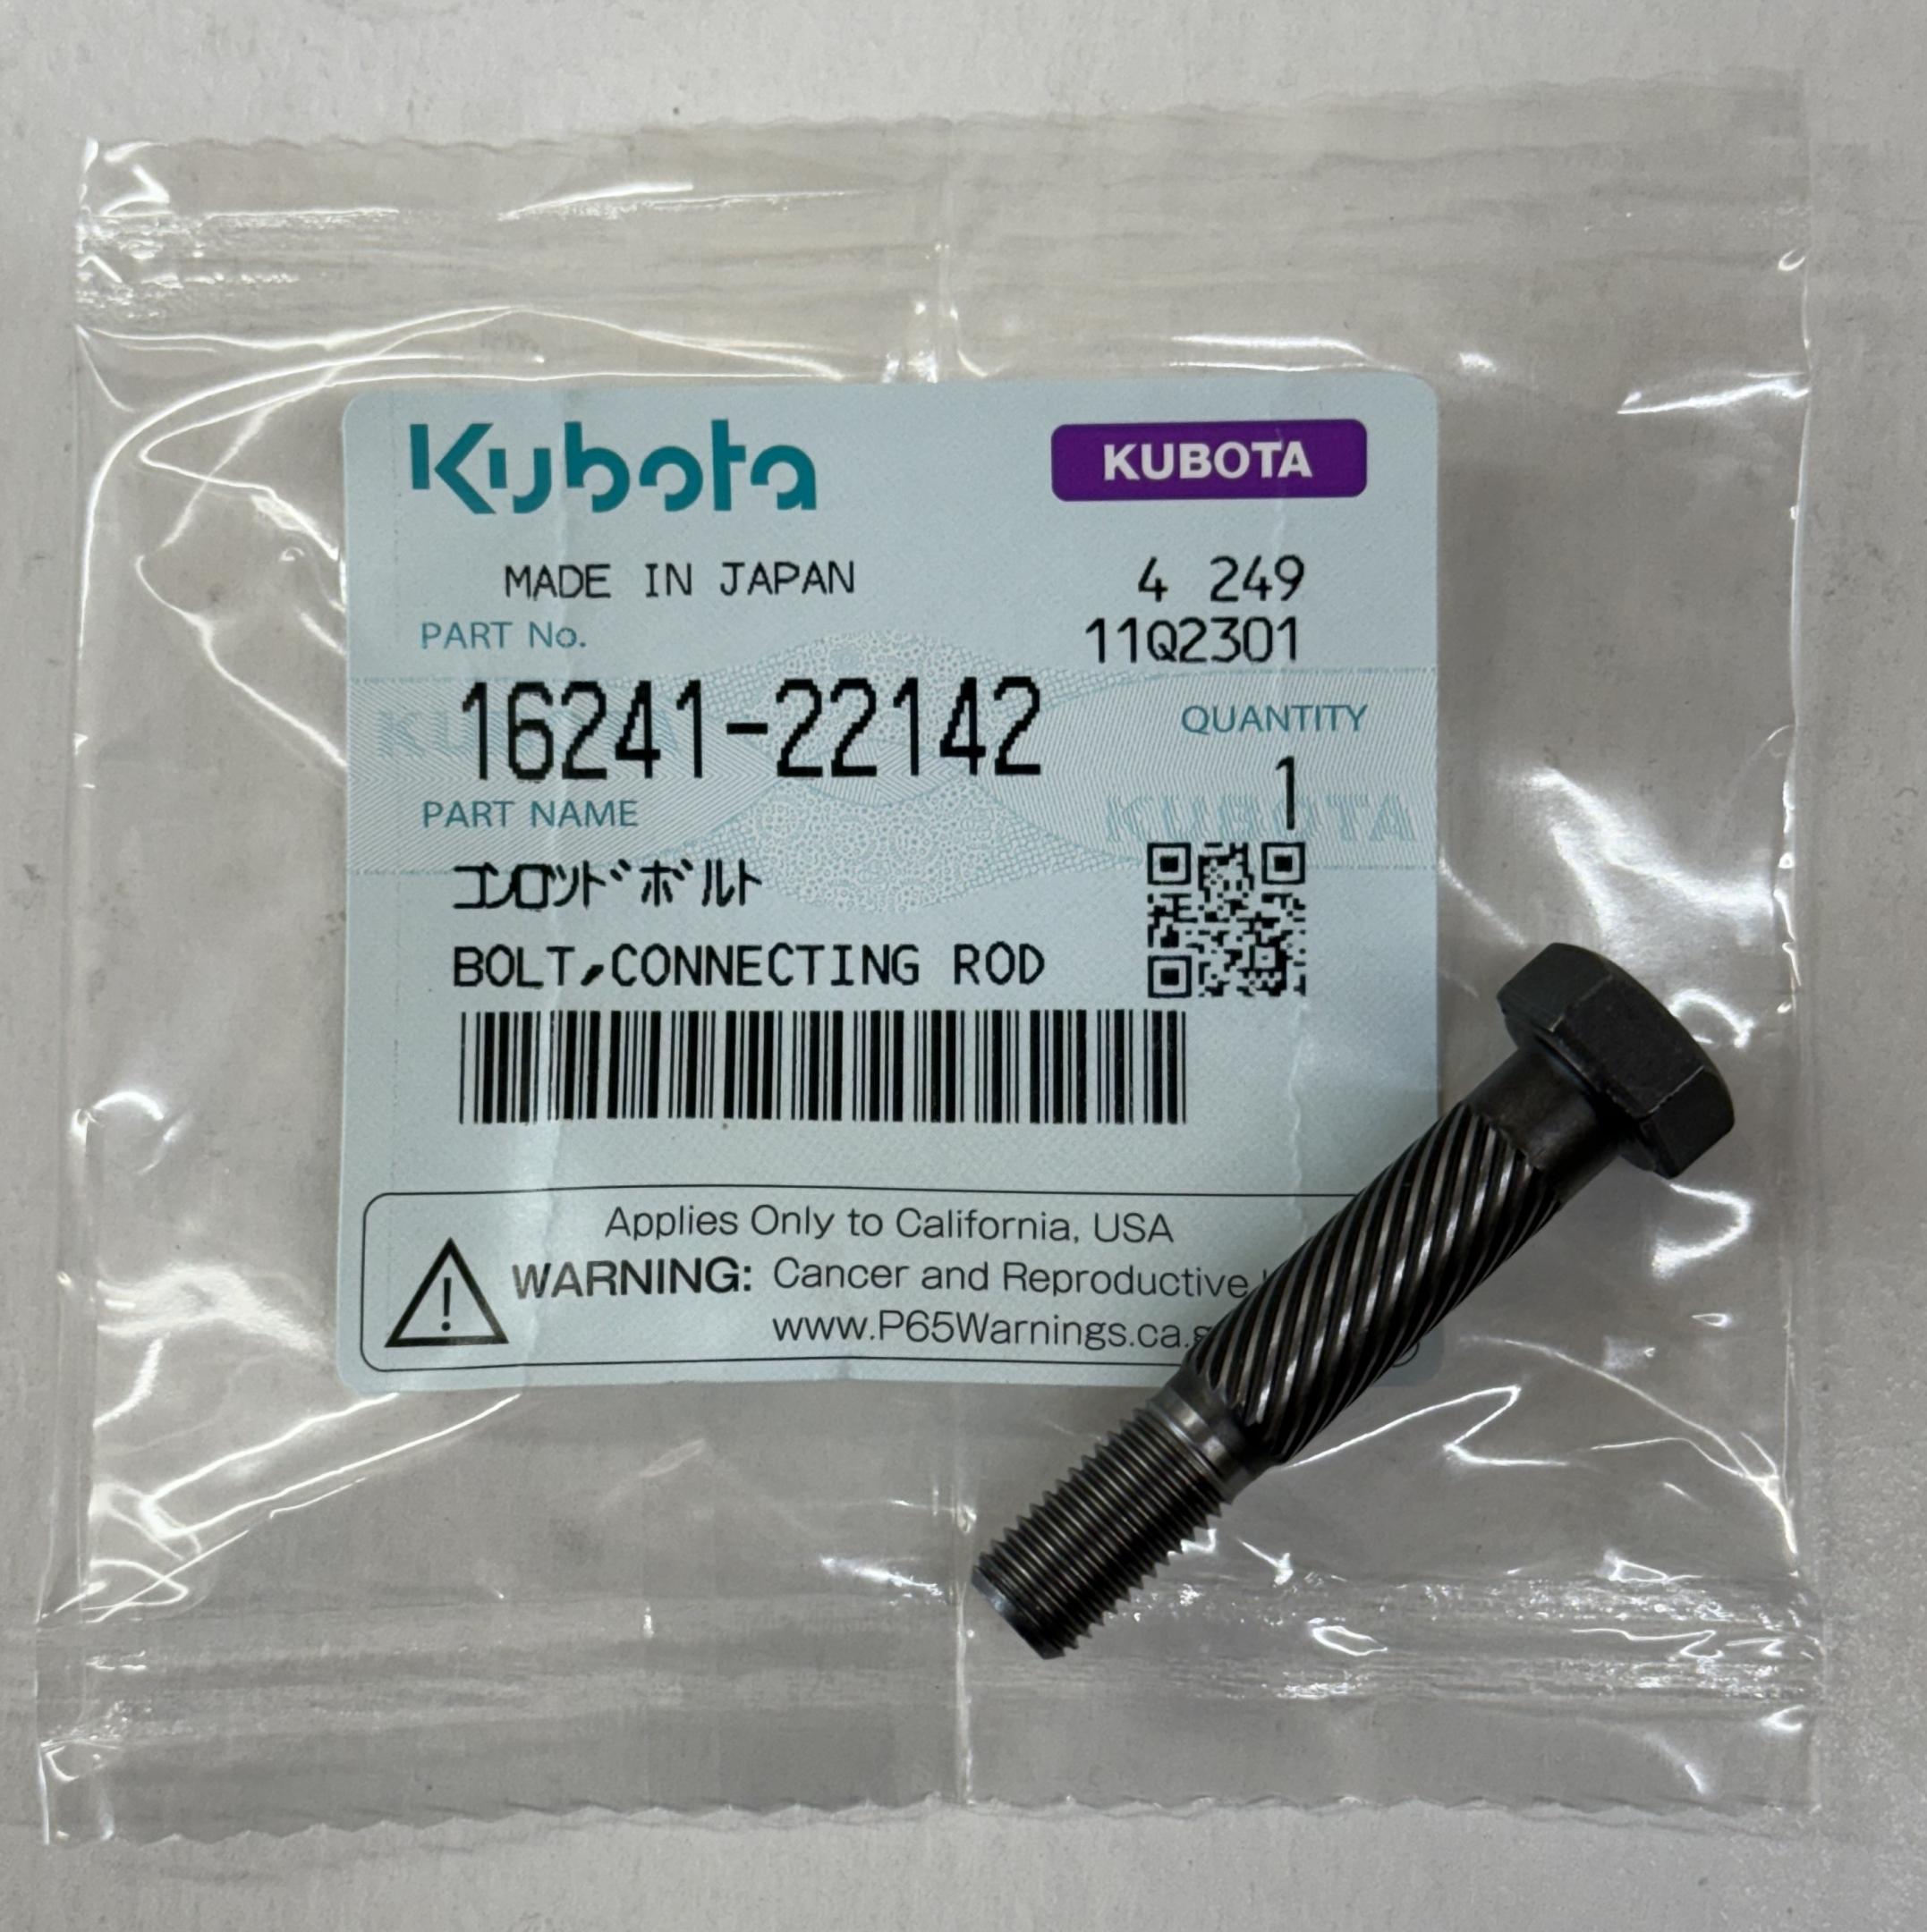 Kubota KUBOTA
MADE IN JAPAN 4 249
PART No. 11Q2301
16241-22142
QUANTITY
1
PART NAME
コンロツドボルト
BOLT,CONNECTING ROD
Applies Only to California, USA
WARNING: Cancer and Reproductive
www.P65Warnings.ca.g
KUBOTA